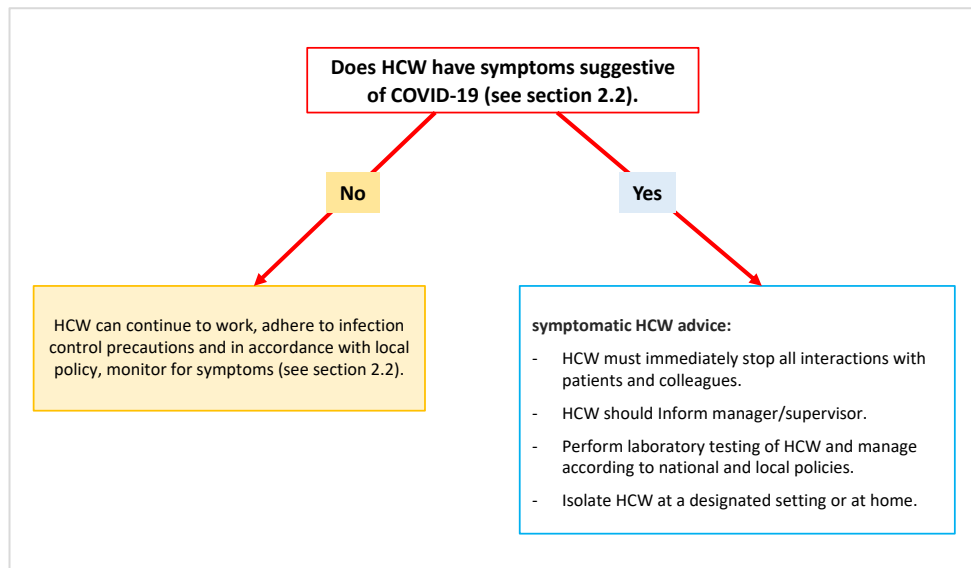 Does HCW have symptoms suggestive
of COVID-19 (see section 2.2).
No
Yes
HCW can continue to work, adhere to infection
control precautions and in accordance with local
policy, monitor for symptoms (see section 2.2).
symptomatic HCW advice:
- HCW must immediately stop all interactions with
patients and colleagues.
- HCW should Inform manager/supervisor.
- Perform laboratory testing of HCW and manage
according to national and local policies.
- Isolate HCW at a designated setting or at home.